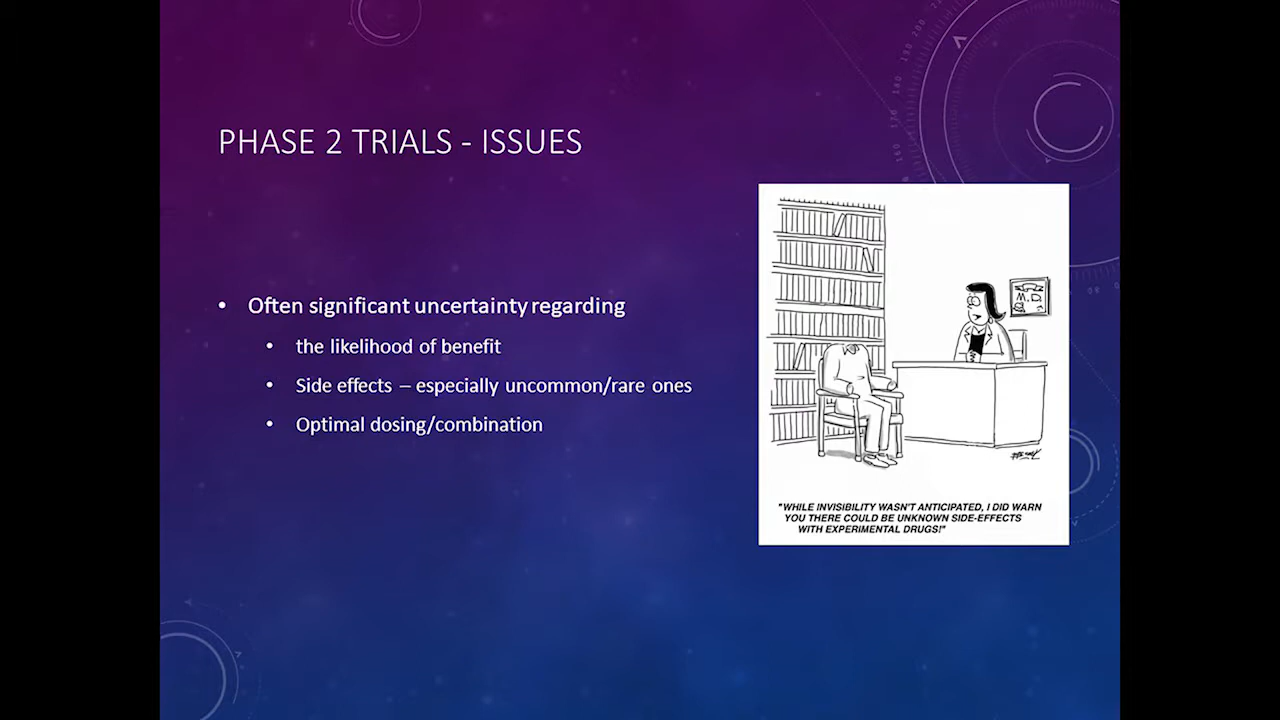 PHASE 2 TRIALS - ISSUES
• Often significant uncertainty regarding
• the likelihood of benefit
• Side effects – especially uncommon/rare ones
• Optimal dosing/combination
M.D.
"WHILE INVISIBILITY WASN'T ANTICIPATED, I DID WARN
YOU THERE COULD BE UNKNOWN SIDE-EFFECTS
WITH EXPERIMENTAL DRUGS!"